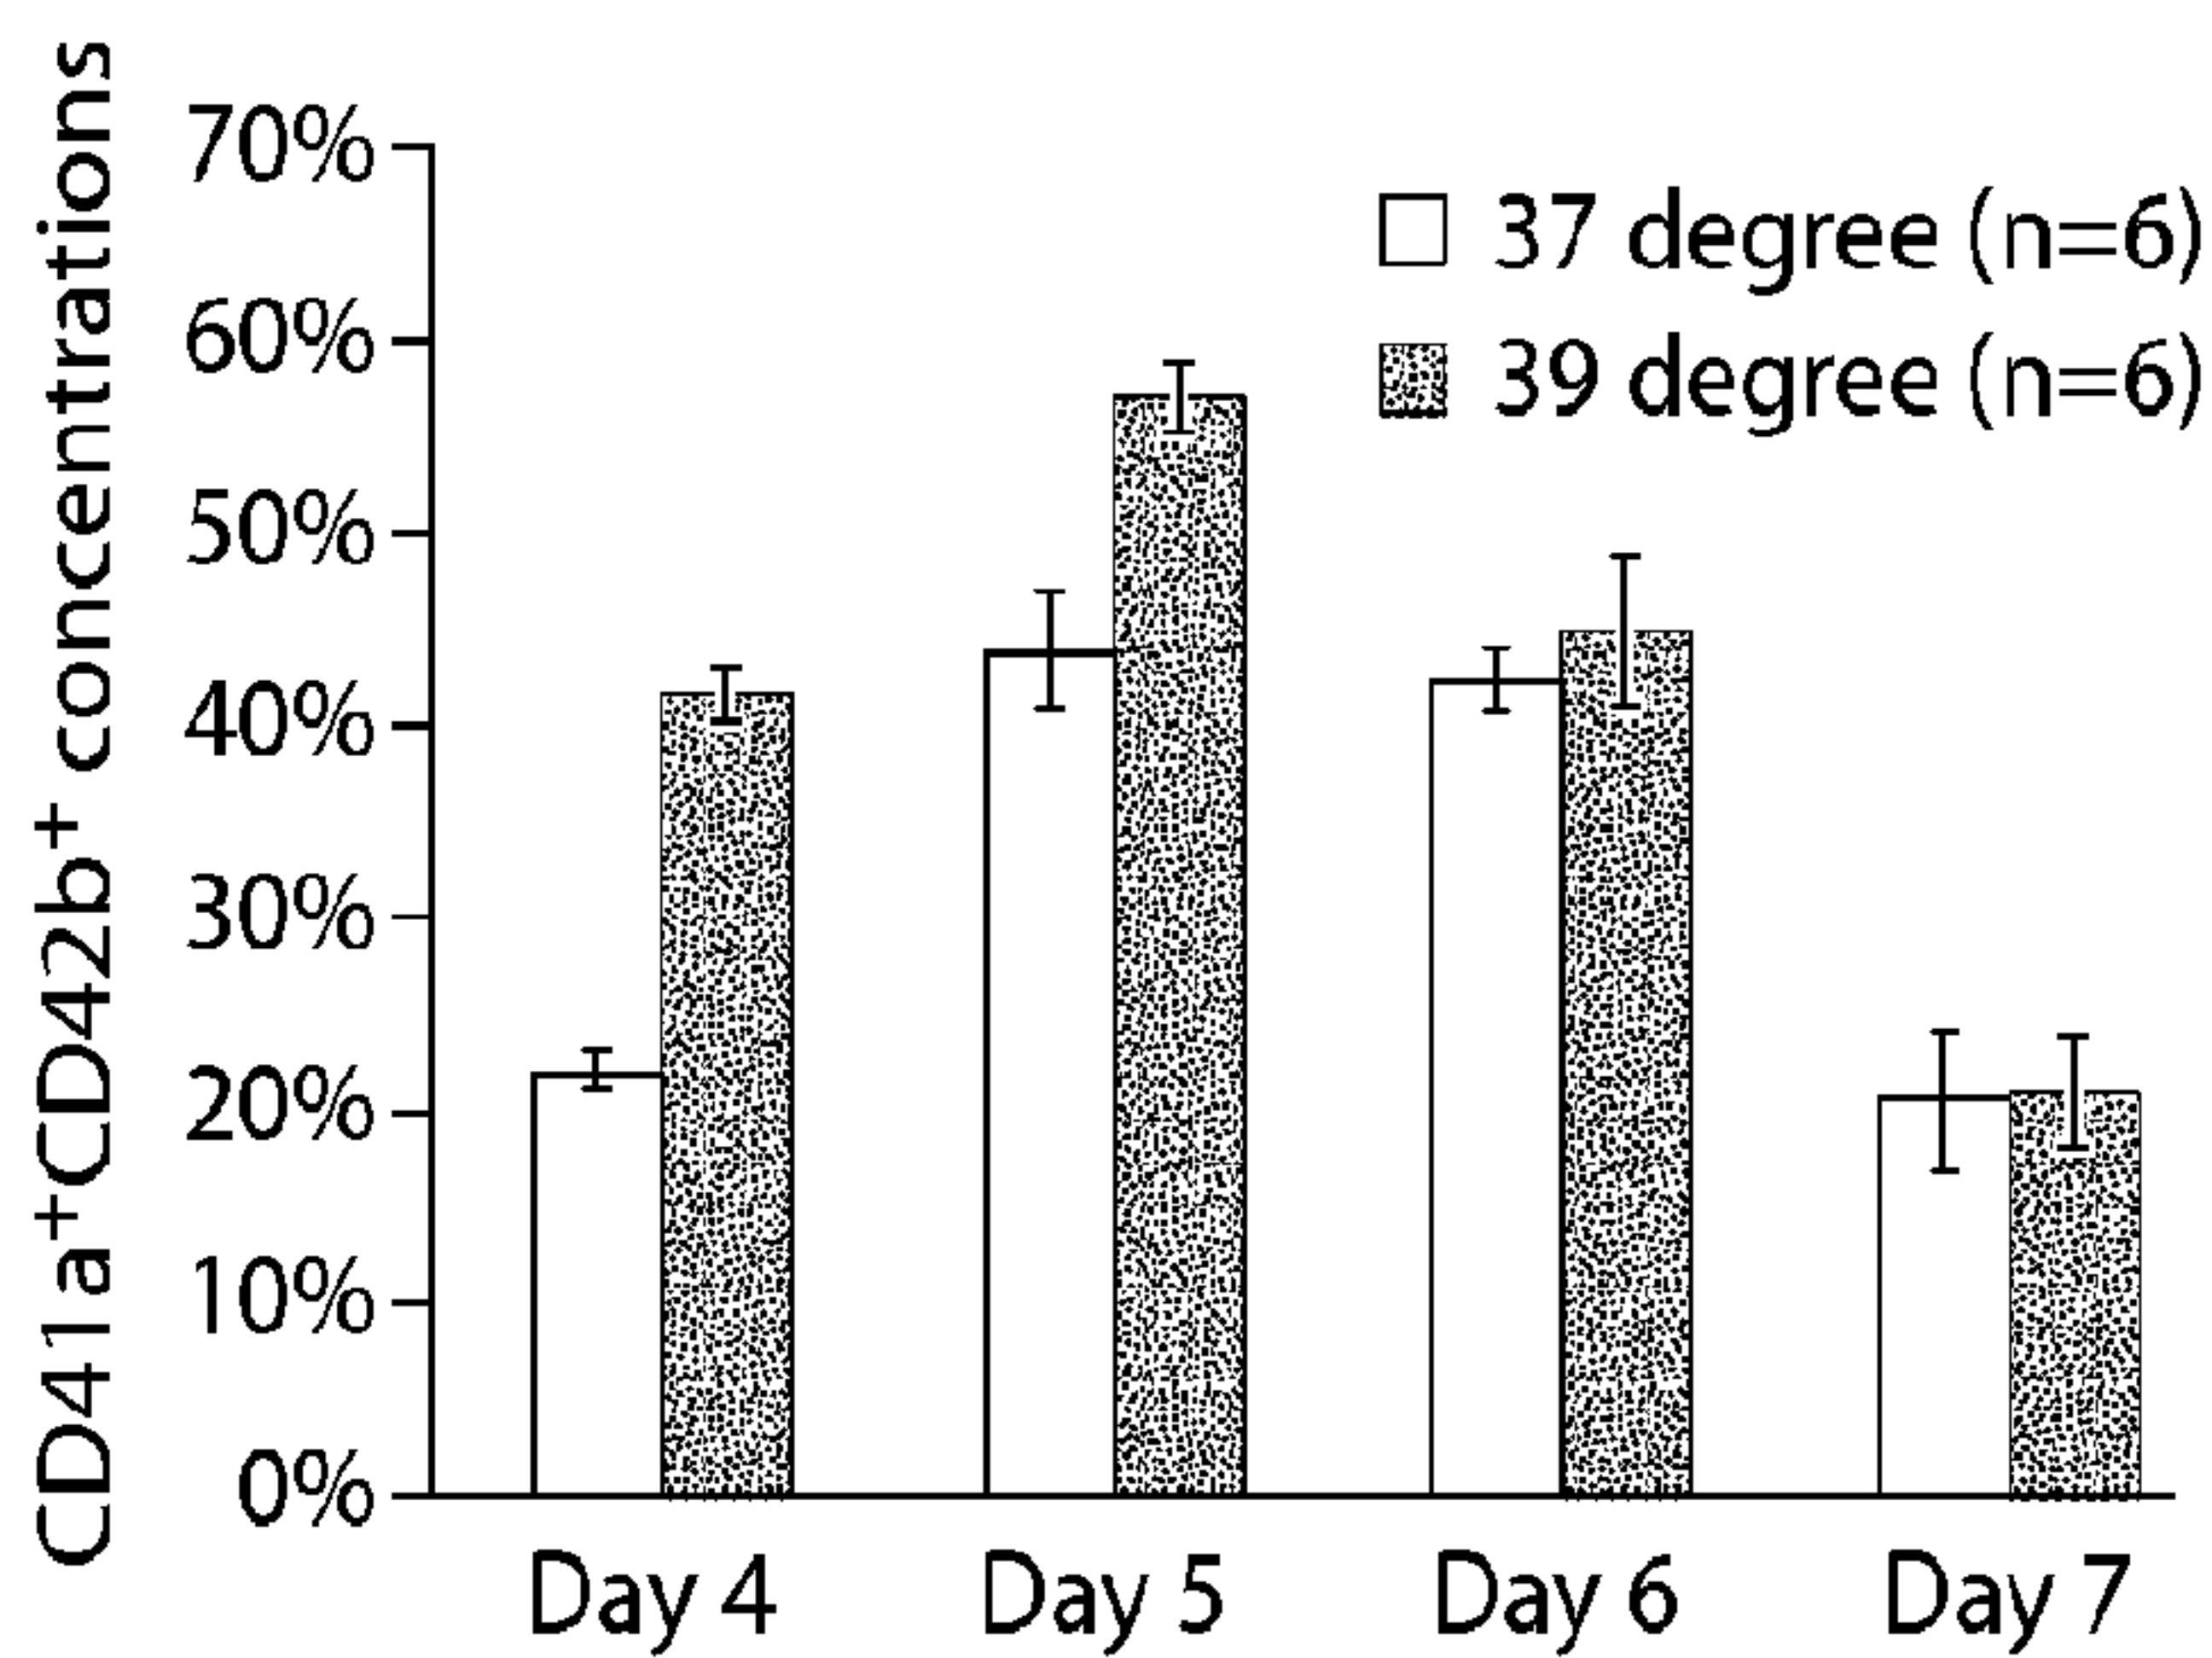 CD41a⁺CD42b⁺ concentrations
70%
60%
50%
40%
30%
20%
10%
0%
37 degree (n=6)
39 degree (n=6)
Day 4
Day 5
Day 6
Day 7